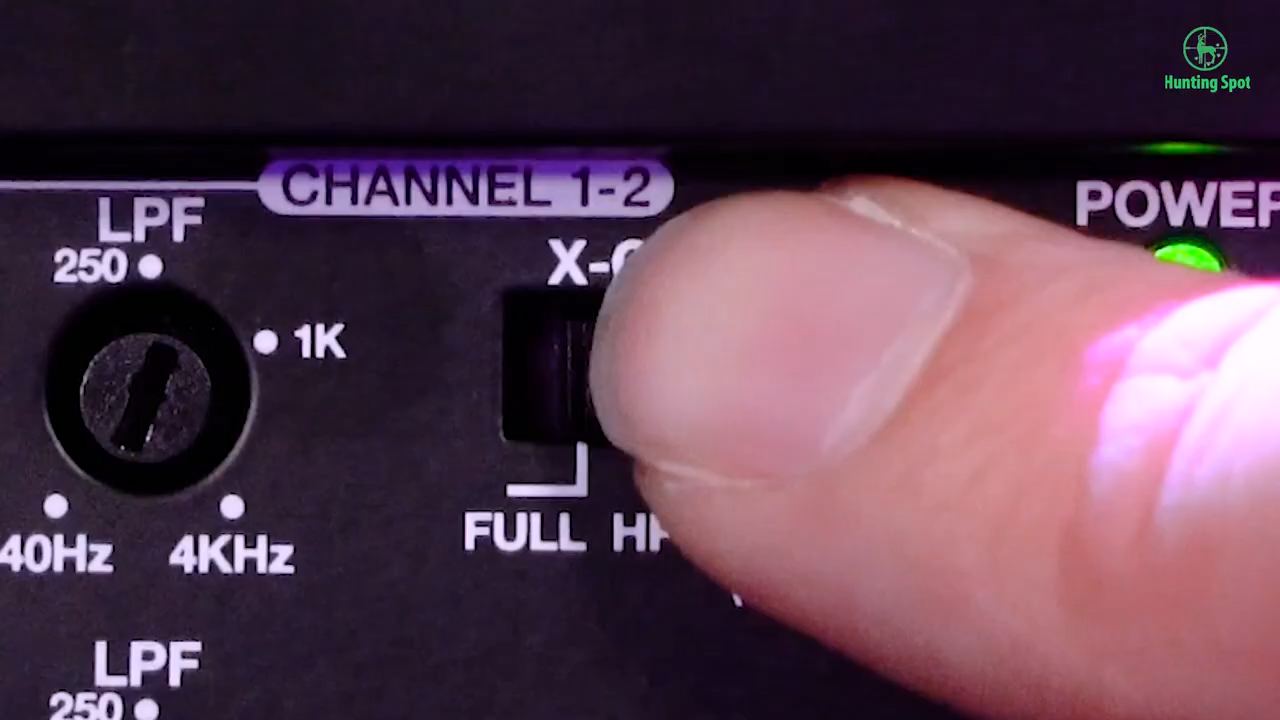 Hunting Spot
CHANNEL 1-2
POWER
LPF
250
1K
40Hz
4KHz
FULL
LPF
250